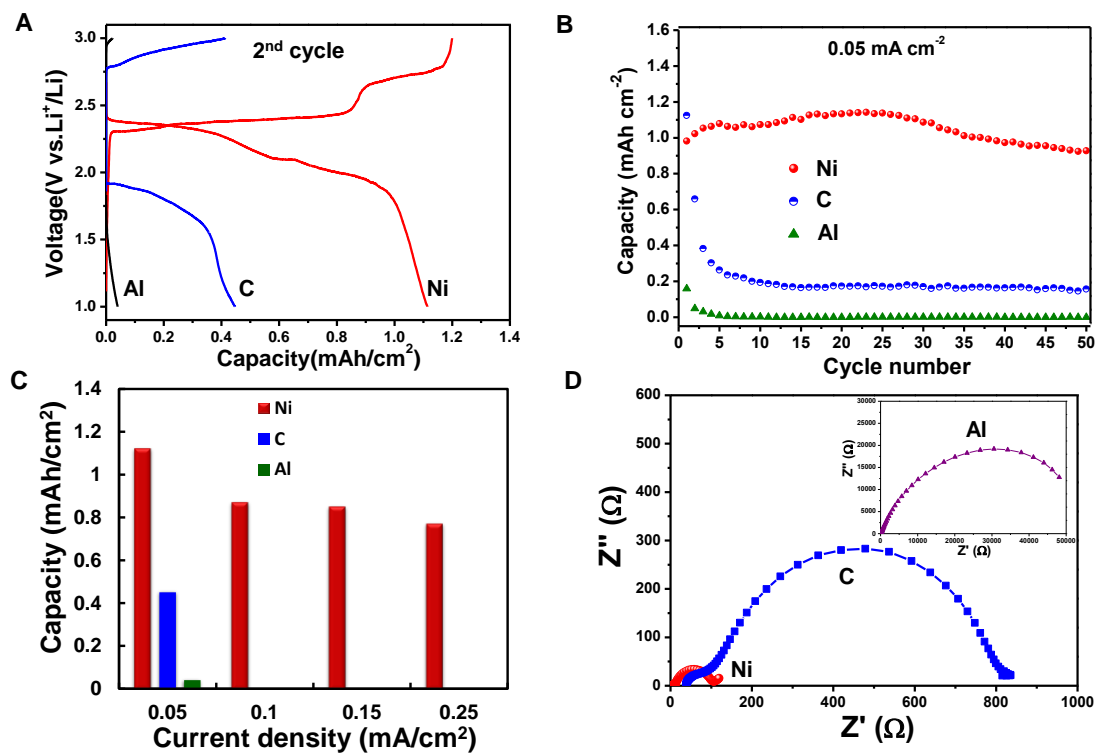 A
2nd cycle
Voltage(V vs.Li+/Li)
3.0
2.5
2.0
1.5
1.0
Al
C
Ni
0.0 0.2 0.4 0.6 0.8 1.0 1.2 1.4
Capacity(mAh/cm2)
B
0.05 mA cm-2
Capacity (mAh cm-2)
1.8
1.6
1.4
1.2
1.0
0.8
0.6
0.4
0.2
0.0
Ni
C
Al
0 5 10 15 20 25 30 35 40 45 50
Cycle number
C
Capacity (mAh/cm2)
1.4
1.2
1
0.8
0.6
0.4
0.2
0
Ni
C
Al
0.05 0.1 0.15 0.25
Current density (mA/cm2)
D
Z'' (Ω)
600
500
400
300
200
100
0
C
Ni
0 200 400 600 800 1000
Z' (Ω)
Al
Z'' (Ω)
30000
25000
20000
15000
10000
5000
0
0 10000 20000 30000 40000 50000
Z' (Ω)